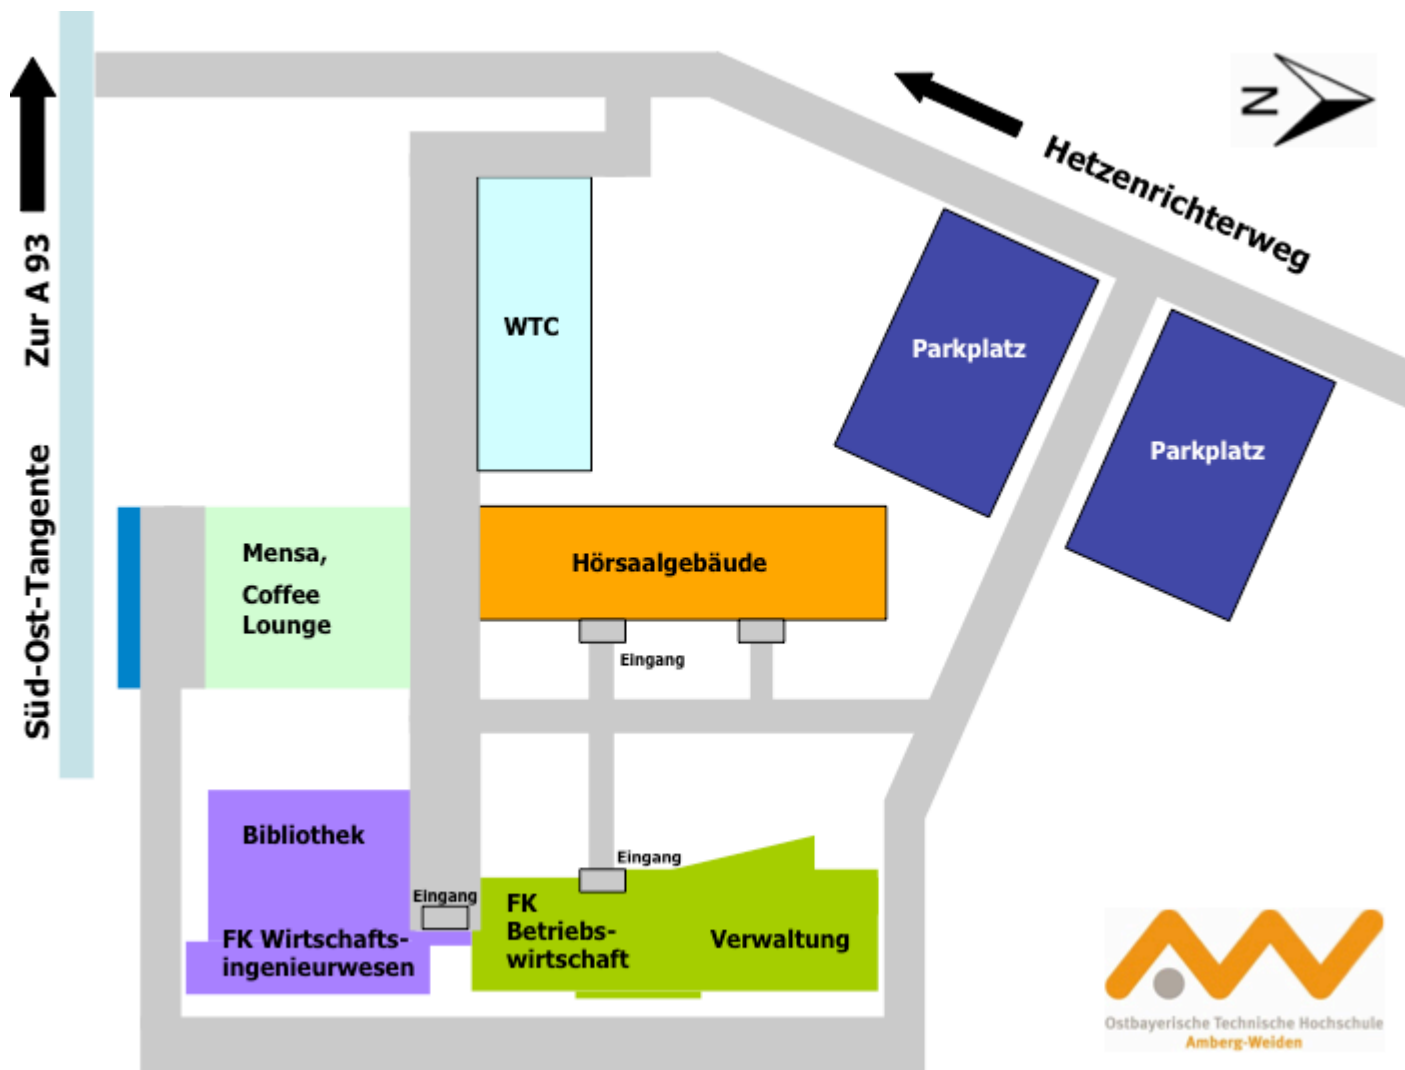 N
Hetzenrichterweg
Zur A 93
Süd-Ost-Tangente
WTC
Parkplatz
Parkplatz
Mensa,
Coffee
Lounge
Hörsaalgebäude
Eingang
Bibliothek
Eingang
Eingang
FK
Betriebs-
wirtschaft
Verwaltung
FK Wirtschafts-
ingenieurwesen
Ostbayerische Technische Hochschule
Amberg-Weiden